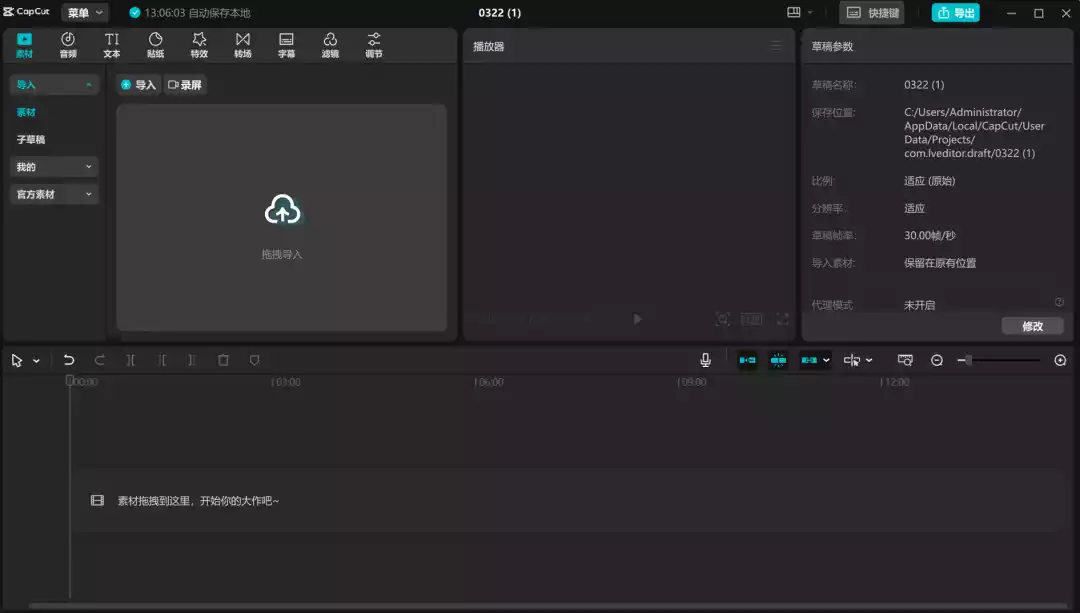 CapCut
菜单
13:06:03 自动保存本地
0322 (1)
快捷键
导出
素材
音频
文本
贴纸
特效
转场
字幕
滤镜
调节
导入
素材
子草稿
我的
官方素材
导入
录屏
拖拽导入
播放器
草稿参数
草稿名称:
0322 (1)
保存位置:
C:/Users/Administrator/
AppData/Local/CapCut/User
Data/Projects/
com.lveditor.draft/0322 (1)
比例:
适应 (原始)
分辨率:
适应
草稿帧率:
30.00帧/秒
导入素材:
保留在原有位置
代理模式
未开启
修改
00:00
03:00
06:00
09:00
12:00
素材拖拽到这里，开始你的大作吧~